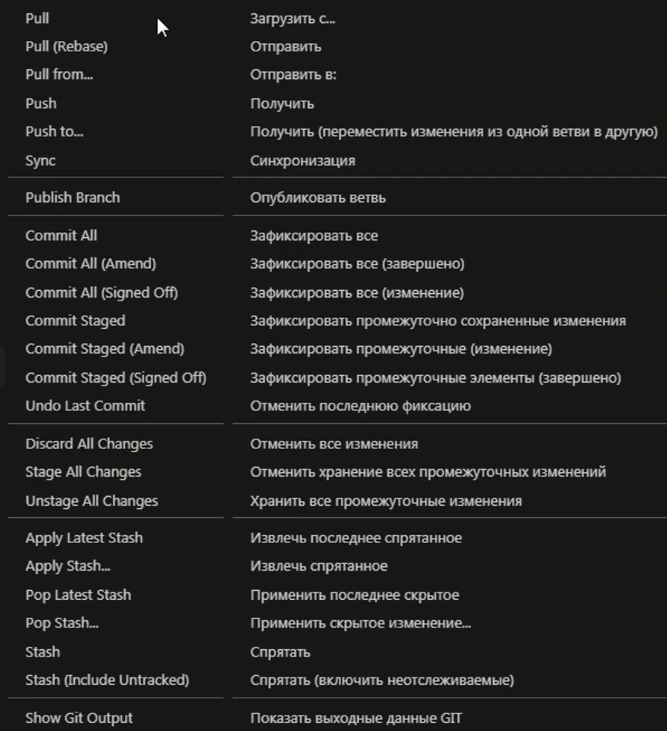 Pull
Pull (Rebase)
Pull from...
Push
Push to...
Sync
Publish Branch
Commit All
Commit All (Amend)
Commit All (Signed Off)
Commit Staged
Commit Staged (Amend)
Commit Staged (Signed Off)
Undo Last Commit
Discard All Changes
Stage All Changes
Unstage All Changes
Apply Latest Stash
Apply Stash...
Pop Latest Stash
Pop Stash...
Stash
Stash (Include Untracked)
Show Git Output
Загрузить с...
Отправить
Отправить в:
Получить
Получить (переместить изменения из одной ветви в другую)
Синхронизация
Опубликовать ветвь
Зафиксировать все
Зафиксировать все (завершено)
Зафиксировать все (изменение)
Зафиксировать промежуточно сохраненные изменения
Зафиксировать промежуточные (изменение)
Зафиксировать промежуточные элементы (завершено)
Отменить последнюю фиксацию
Отменить все изменения
Отменить хранение всех промежуточных изменений
Хранить все промежуточные изменения
Извлечь последнее спрятанное
Извлечь спрятанное
Применить последнее скрытое
Применить скрытое изменение...
Спрятать
Спрятать (включить неотслеживаемые)
Показать выходные данные GIT